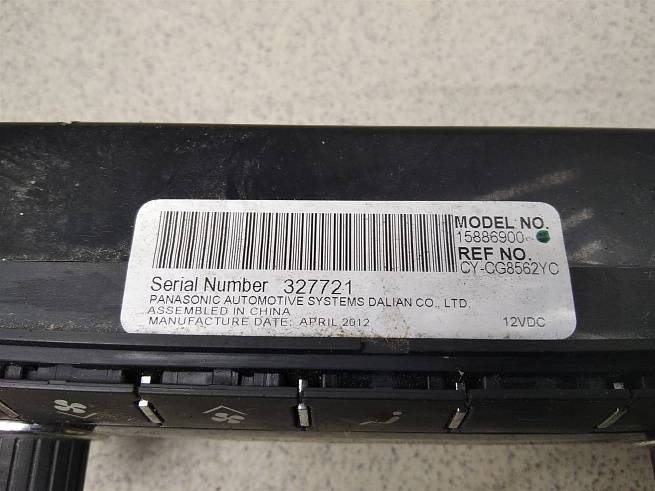 MODEL NO.
15886900
REF NO.
CY-CG8562YC
Serial Number 327721
PANASONIC AUTOMOTIVE SYSTEMS DALIAN CO., LTD.
ASSEMBLED IN CHINA
MANUFACTURE DATE: APRIL 2012
12VDC